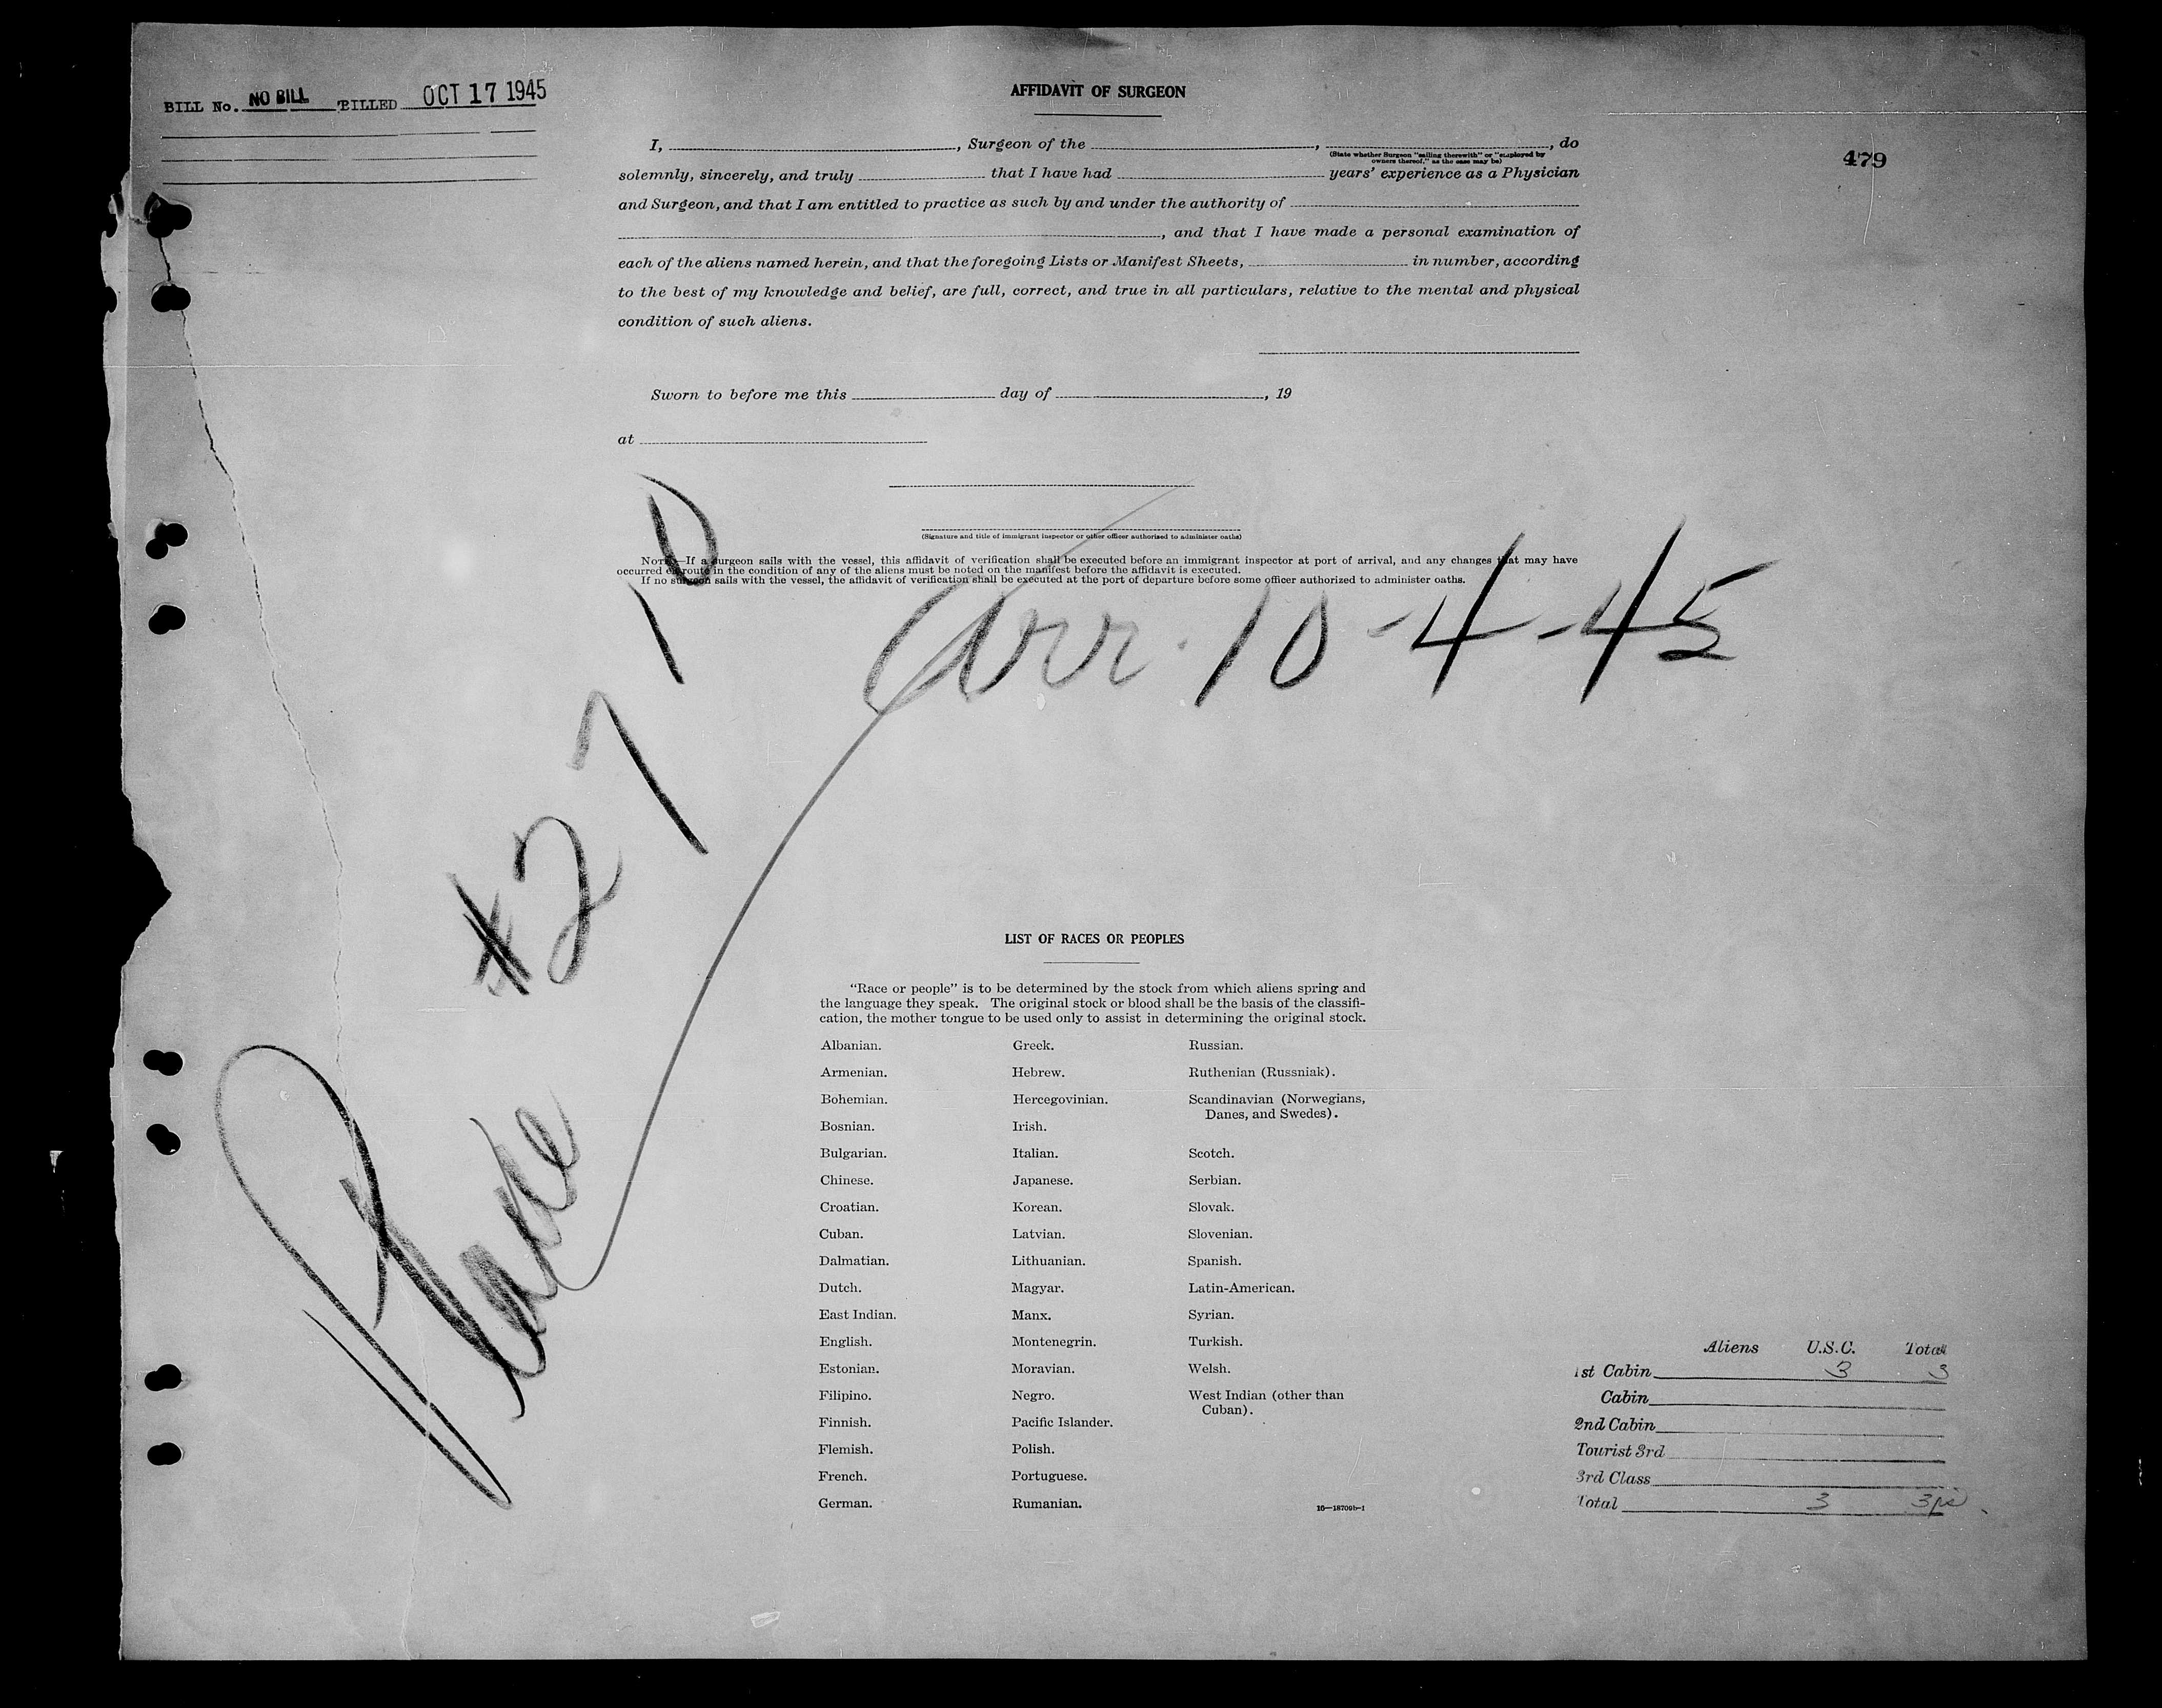 BILL No. NO BILL BILLED OCT 17 1945
AFFIDAVIT OF SURGEON
479
I, , Surgeon of the , , do
(State whether Surgeon "sailing therewith" or "employed by
owners thereof," as the case may be)
solemnly, sincerely, and truly that I have had years' experience as a Physician
and Surgeon, and that I am entitled to practice as such by and under the authority of
, and that I have made a personal examination of
each of the aliens named herein, and that the foregoing Lists or Manifest Sheets, in number, according
to the best of my knowledge and belief, are full, correct, and true in all particulars, relative to the mental and physical
condition of such aliens.
Sworn to before me this day of , 19
at
(Signature and title of immigrant inspector or other officer authorized to administer oaths)
NOTE.—If a surgeon sails with the vessel, this affidavit of verification shall be executed before an immigrant inspector at port of arrival, and any changes that may have
occurred en route in the condition of any of the aliens must be noted on the manifest before the affidavit is executed.
If no surgeon sails with the vessel, the affidavit of verification shall be executed at the port of departure before some officer authorized to administer oaths.
Plane #2710
Arr. 10-4-45
LIST OF RACES OR PEOPLES
"Race or people" is to be determined by the stock from which aliens spring and
the language they speak. The original stock or blood shall be the basis of the classifi-
cation, the mother tongue to be used only to assist in determining the original stock.
Albanian. Greek. Russian.
Armenian. Hebrew. Ruthenian (Russniak).
Bohemian. Hercegovinian. Scandinavian (Norwegians,
Danes, and Swedes).
Bosnian. Irish.
Bulgarian. Italian. Scotch.
Chinese. Japanese. Serbian.
Croatian. Korean. Slovak.
Cuban. Latvian. Slovenian.
Dalmatian. Lithuanian. Spanish.
Dutch. Magyar. Latin-American.
East Indian. Manx. Syrian.
English. Montenegrin. Turkish.
Estonian. Moravian. Welsh.
Filipino. Negro. West Indian (other than
Cuban).
Finnish. Pacific Islander.
Flemish. Polish.
French. Portuguese.
German. Rumanian.
16—18709b-1
Aliens U.S.C. Total
1st Cabin 3 3
Cabin
2nd Cabin
Tourist 3rd
3rd Class
Total 3 3